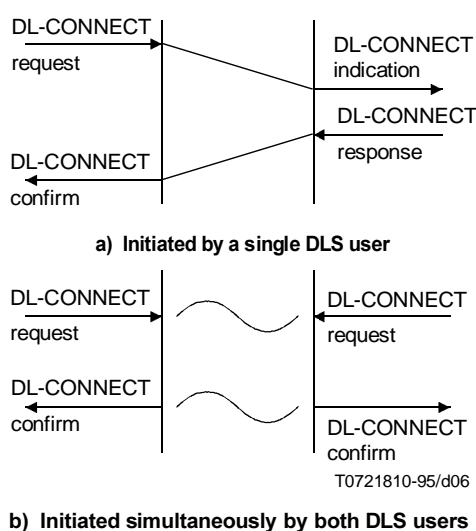 DL-CONNECT
request
DL-CONNECT
indication
DL-CONNECT
response
DL-CONNECT
confirm
a) Initiated by a single DLS user
DL-CONNECT
request
DL-CONNECT
request
DL-CONNECT
confirm
DL-CONNECT
confirm
T0721810-95/d06
b) Initiated simultaneously by both DLS users